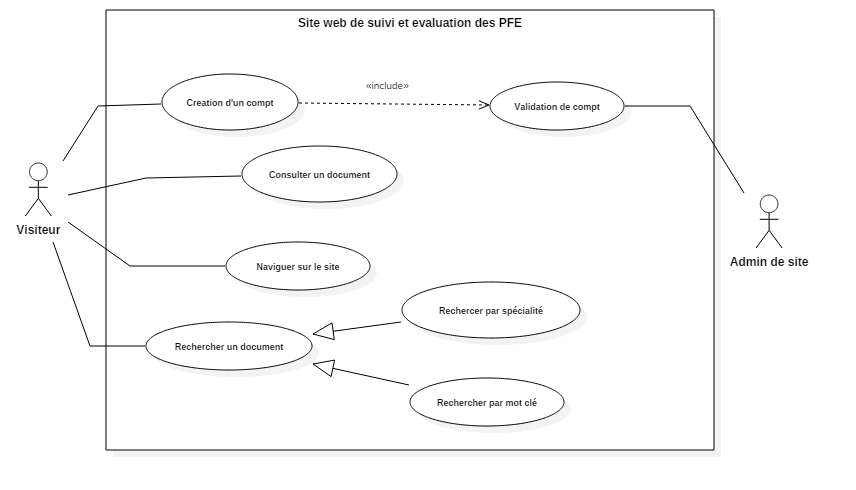 Site web de suivi et evaluation des PFE
«include»
Creation d'un compt
Validation de compt
Consulter un document
Visiteur
Admin de site
Naviguer sur le site
Rechercer par spécialité
Rechercher un document
Rechercher par mot clé